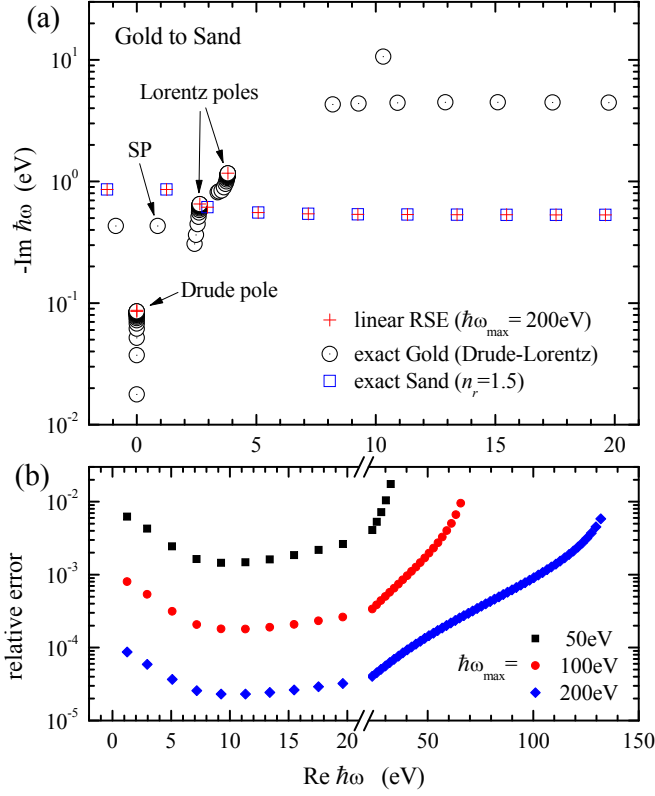 (a)
Gold to Sand
Lorentz poles
SP
Drude pole
+ linear RSE (ħω_max= 200eV)
exact Gold (Drude-Lorentz)
exact Sand (n_r=1.5)
-Im ħω (eV)
10^1
10^0
10^-1
10^-2
0 5 10 15 20
(b)
relative error
10^-2
10^-3
10^-4
10^-5
ħω_max=
50eV
100eV
200eV
0 5 10 15 20 50 100 150
Re ħω (eV)